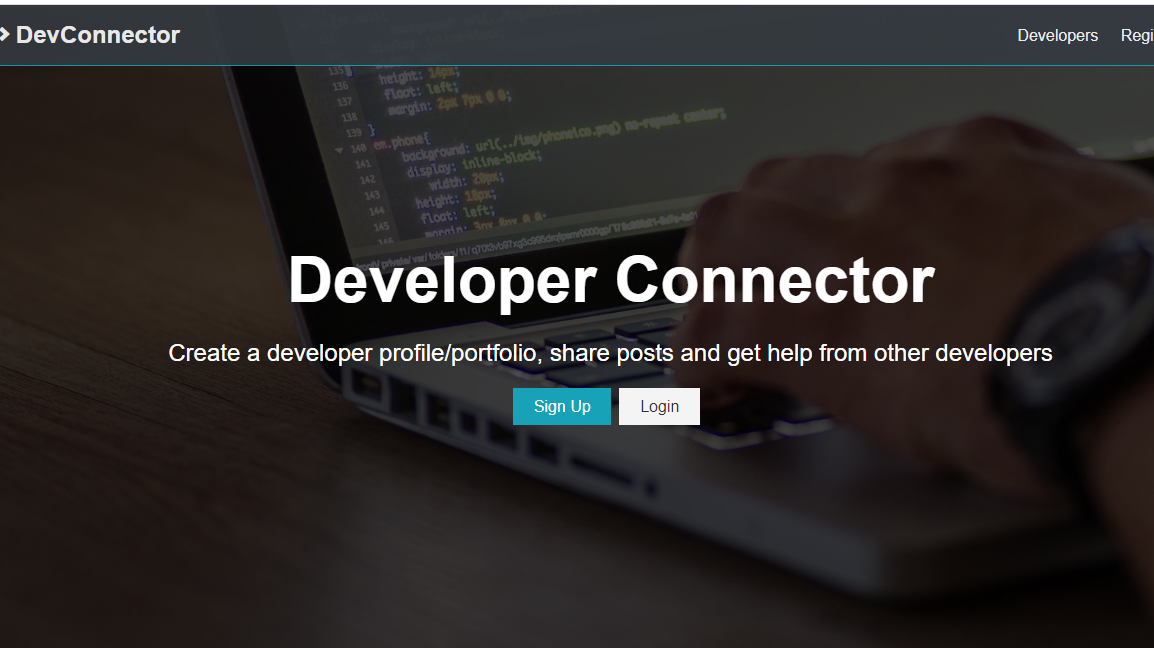 DevConnector
Developers Regi
135
136 height: 14px;
137 float: left;
138 margin: 2px 7px 0 0;
139 }
140 em.phone{
141 background: url(../img/phoneico.png) no-repeat center;
142 display: inline-block;
143 width: 20px;
144 height: 18px;
145 float: left;
146 margin: 3px 8px 0 0;
Developer Connector
Create a developer profile/portfolio, share posts and get help from other developers
Sign Up Login